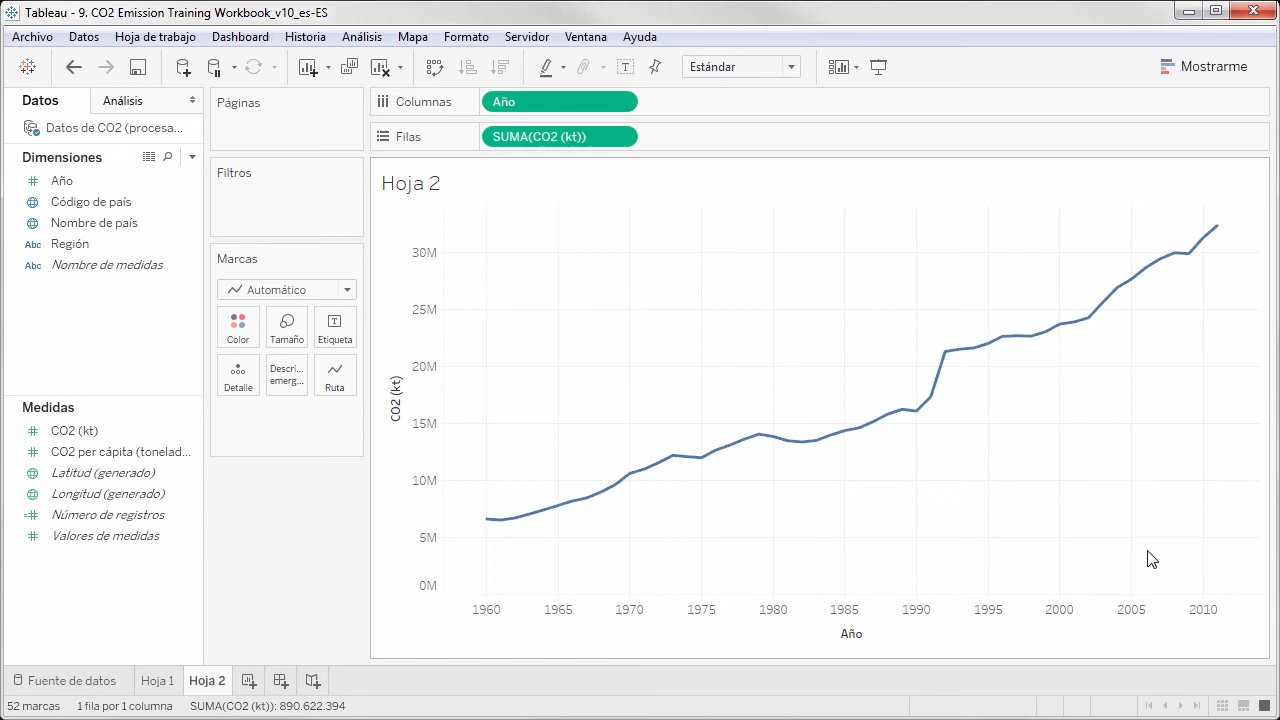 Tableau - 9. CO2 Emission Training Workbook_v10_es-ES
Archivo Datos Hoja de trabajo Dashboard Historia Análisis Mapa Formato Servidor Ventana Ayuda
Estándar
Mostrarme
Datos
Análisis
Datos de CO2 (procesa...
Dimensiones
Año
Código de país
Nombre de país
Abc Región
Abc Nombre de medidas
Medidas
CO2 (kt)
CO2 per cápita (tonelad...
Latitud (generado)
Longitud (generado)
Número de registros
Valores de medidas
Páginas
Filtros
Marcas
Automático
Color
Tamaño
Etiqueta
Detalle
Descri...
emerg...
Ruta
Columnas
Año
Filas
SUMA(CO2 (kt))
Hoja 2
CO2 (kt)
30M
25M
20M
15M
10M
5M
0M
1960 1965 1970 1975 1980 1985 1990 1995 2000 2005 2010
Año
Fuente de datos
Hoja 1
Hoja 2
52 marcas
1 fila por 1 columna
SUMA(CO2 (kt)): 890.622.394